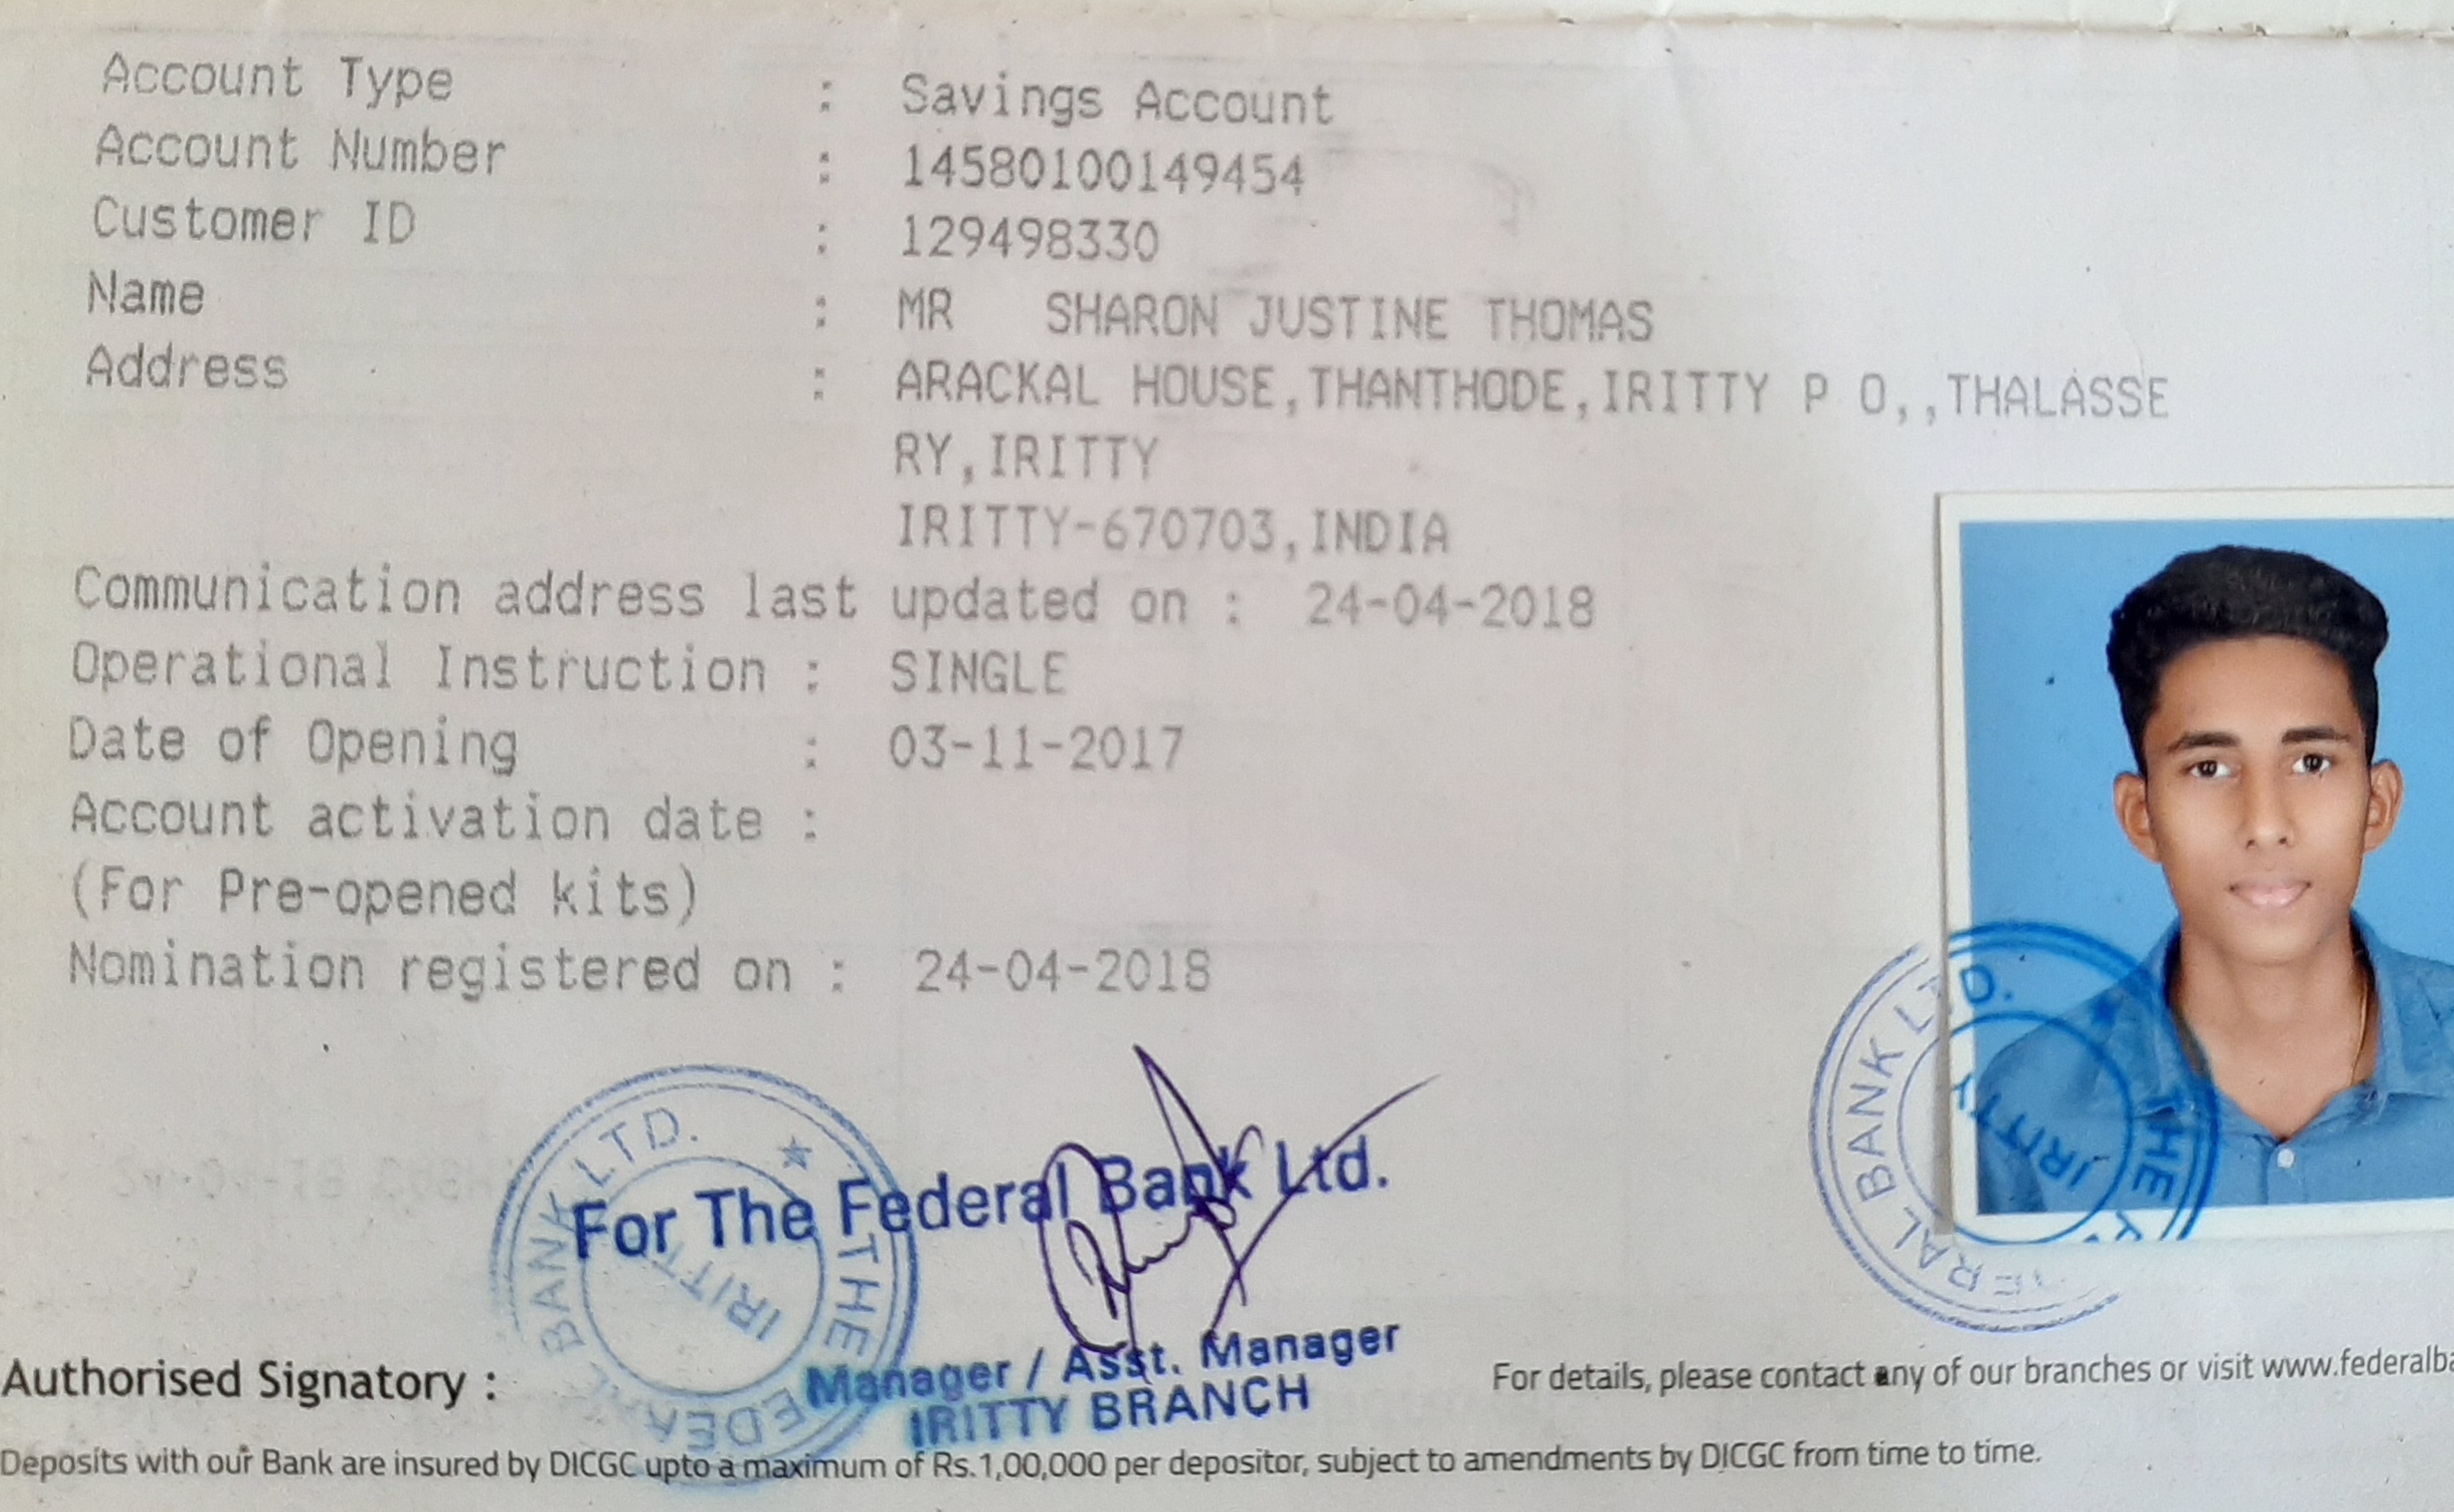 Account Type : Savings Account
Account Number : 14580100149454
Customer ID : 129498330
Name : MR SHARON JUSTINE THOMAS
Address : ARACKAL HOUSE,THANTHODE,IRITTY P O,,THALASSE
RY,IRITTY
IRITTY-670703,INDIA
Communication address last updated on : 24-04-2018
Operational Instruction : SINGLE
Date of Opening : 03-11-2017
Account activation date :
(For Pre-opened kits)
Nomination registered on : 24-04-2018
For The Federal Bank Ltd.
THE FEDERAL BANK LTD.
IRITTY
Manager / Asst. Manager
IRITTY BRANCH
Authorised Signatory :
THE FEDERAL BANK LTD.
IRITTY
For details, please contact any of our branches or visit www.federalba
Deposits with our Bank are insured by DICGC upto a maximum of Rs.1,00,000 per depositor, subject to amendments by DICGC from time to time.